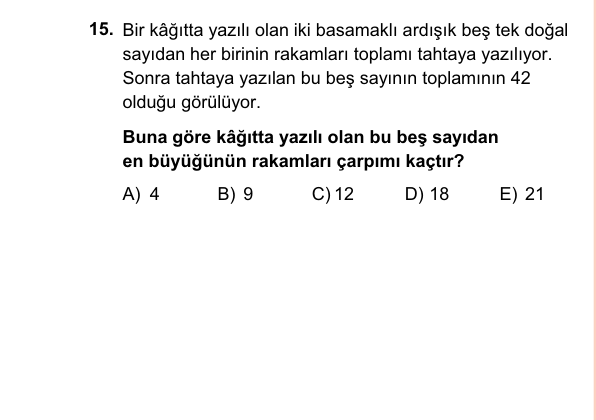 15. Bir kâğıtta yazılı olan iki basamaklı ardışık beş tek doğal
sayıdan her birinin rakamları toplamı tahtaya yazılıyor.
Sonra tahtaya yazılan bu beş sayının toplamının 42
olduğu görülüyor.
Buna göre kâğıtta yazılı olan bu beş sayıdan
en büyüğünün rakamları çarpımı kaçtır?
A) 4 B) 9 C) 12 D) 18 E) 21